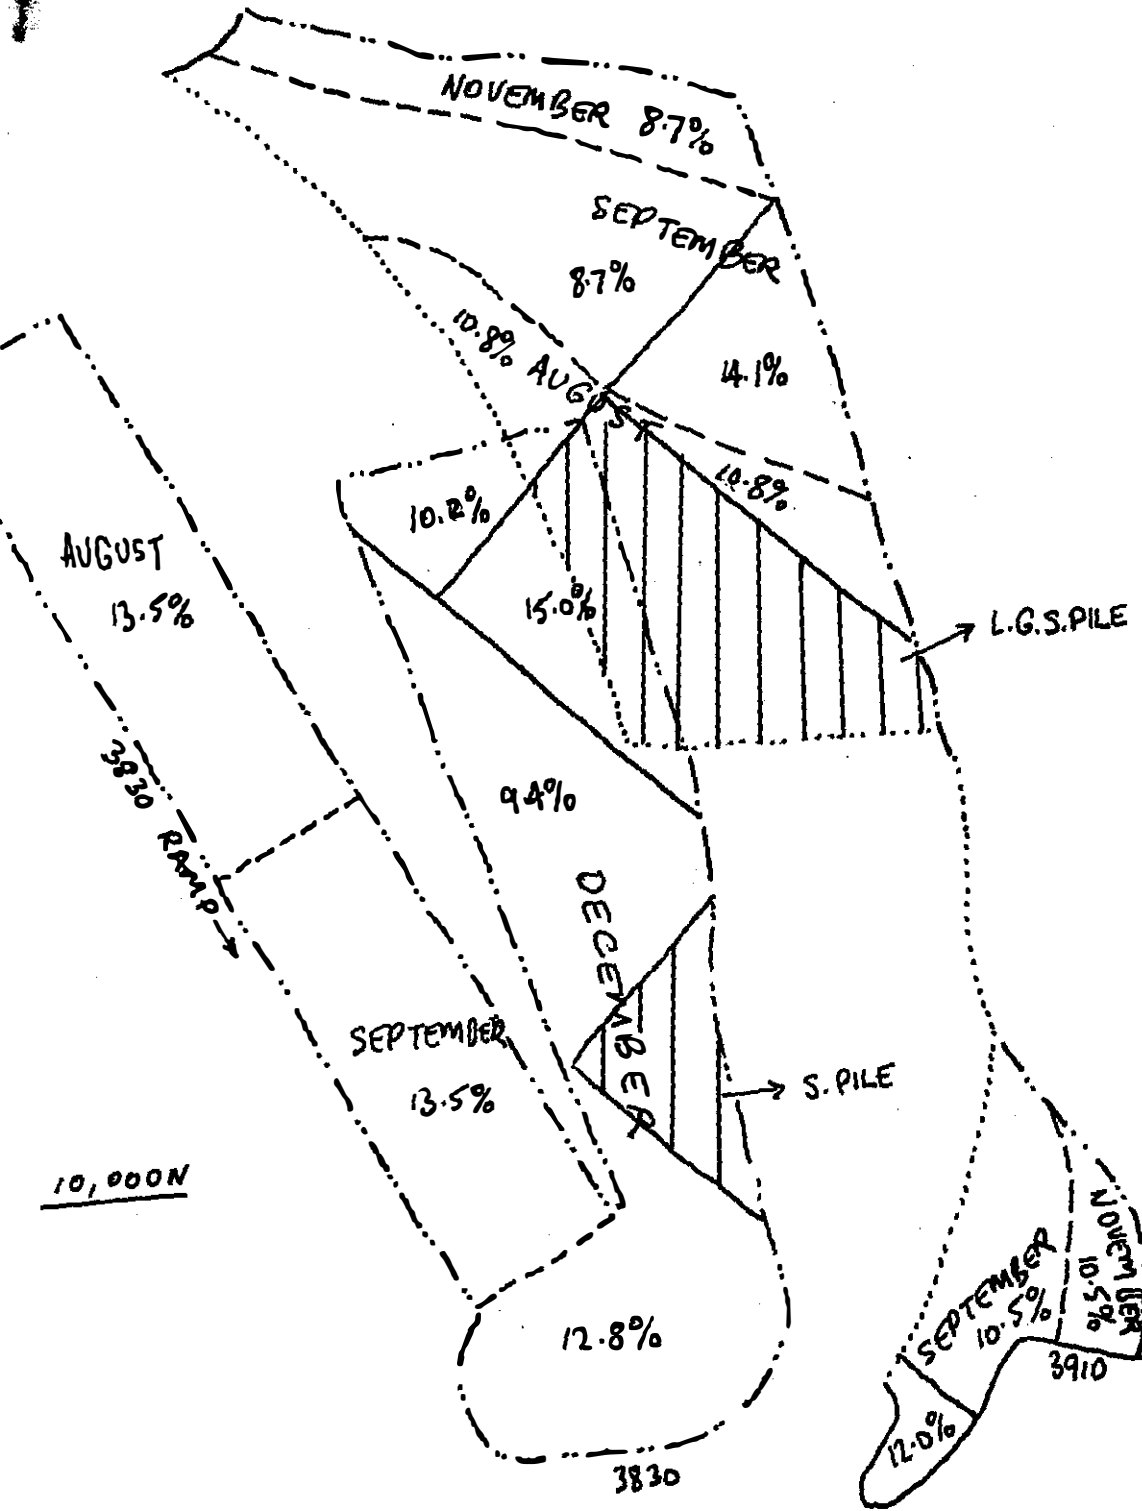 NOVEMBER 8.7%
SEPTEMBER
8.7%
14.1%
10.8% AUGUST
10.8%
10.2%
15.0%
L.G.S. PILE
AUGUST
13.5%
3830 RAMP
9.4%
DECEMBER
SEPTEMBER
13.5%
S. PILE
10,000N
12.8%
3830
SEPTEMBER
10.5%
NOVEMBER
10.5%
3910
12.0%